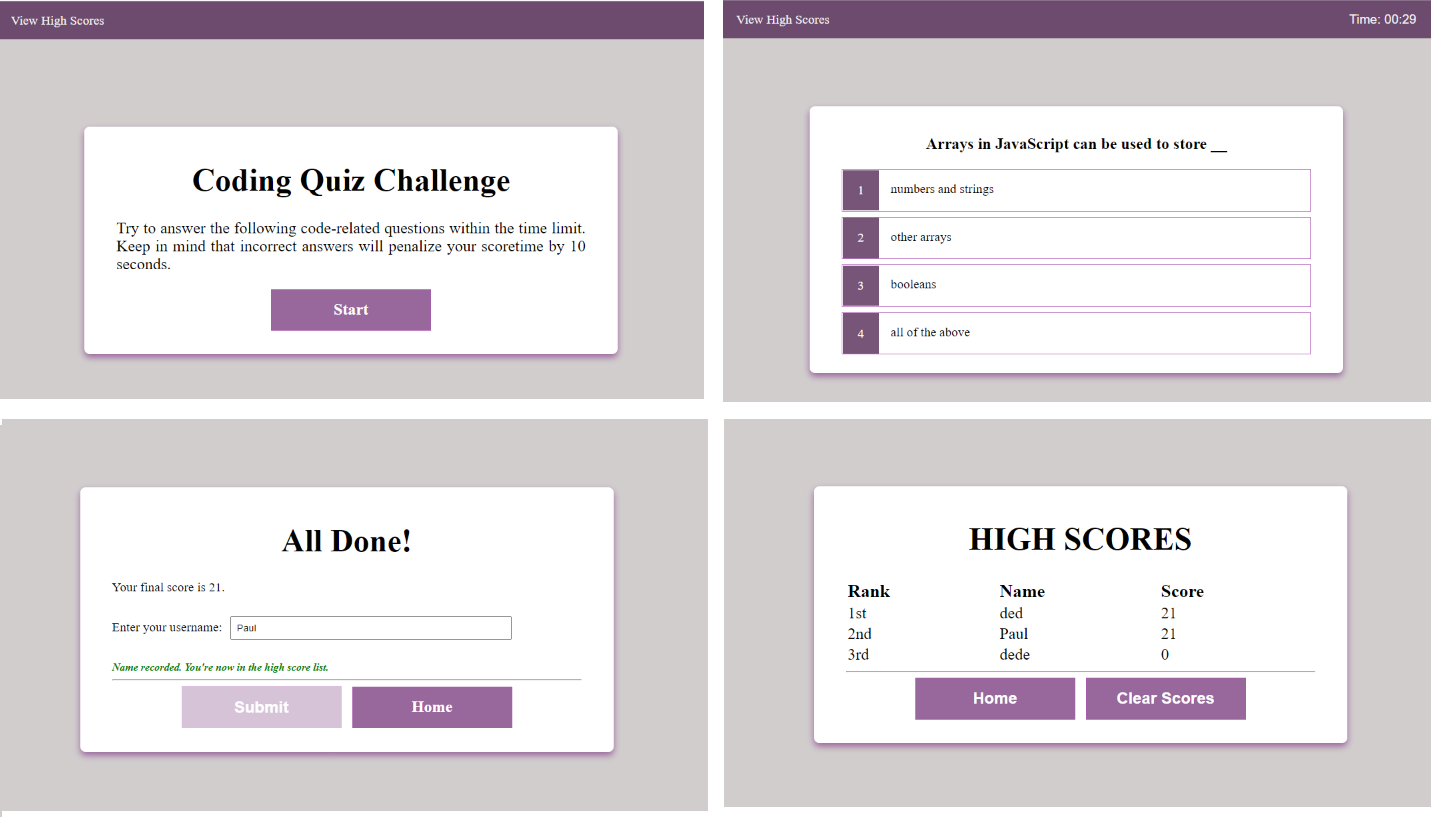 View High Scores
Coding Quiz Challenge
Try to answer the following code-related questions within the time limit.
Keep in mind that incorrect answers will penalize your scoretime by 10
seconds.
Start
View High Scores Time: 00:29
Arrays in JavaScript can be used to store __
1 numbers and strings
2 other arrays
3 booleans
4 all of the above
All Done!
Your final score is 21.
Enter your username: Paul
Name recorded. You're now in the high score list.
Submit Home
HIGH SCORES
Rank Name Score
1st ded 21
2nd Paul 21
3rd dede 0
Home Clear Scores